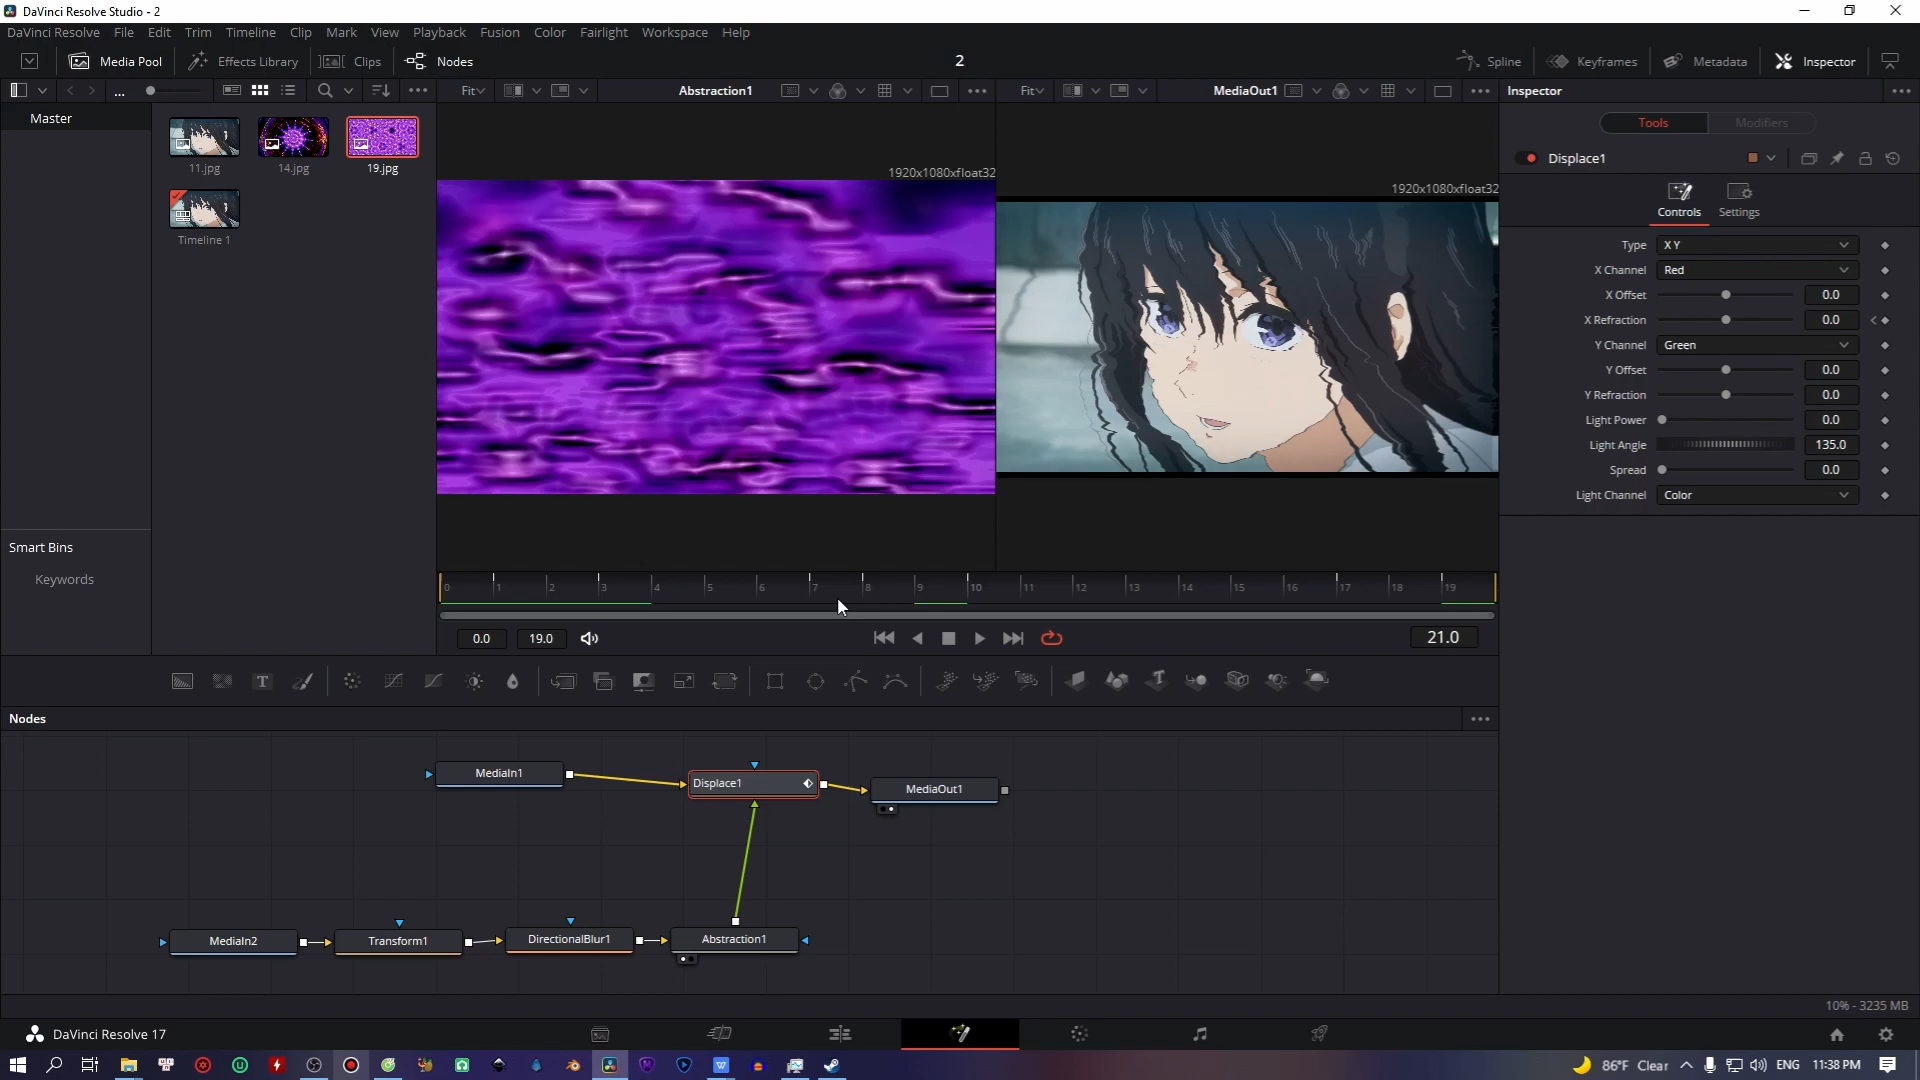 DaVinci Resolve Studio - 2
DaVinci Resolve File Edit Trim Timeline Clip Mark View Playback Fusion Color Fairlight Workspace Help
Media Pool Effects Library Clips Nodes 2 Spline Keyframes Metadata Inspector
... Fit Abstraction1 Fit MediaOut1 Inspector
Master
11.jpg
14.jpg
19.jpg
Timeline 1
1920x1080xfloat32
1920x1080xfloat32
Tools Modifiers
Displace1
Controls Settings
Type X Y
X Channel Red
X Offset 0.0
X Refraction 0.0
Y Channel Green
Y Offset 0.0
Y Refraction 0.0
Light Power 0.0
Light Angle 135.0
Spread 0.0
Light Channel Color
Smart Bins
Keywords
0 1 2 3 4 5 6 7 8 9 10 11 12 13 14 15 16 17 18 19
0.0 19.0 21.0
T
Nodes
MediaIn1 Displace1 MediaOut1
MediaIn2 Transform1 DirectionalBlur1 Abstraction1
10% - 3235 MB
DaVinci Resolve 17
86°F Clear ENG 11:38 PM